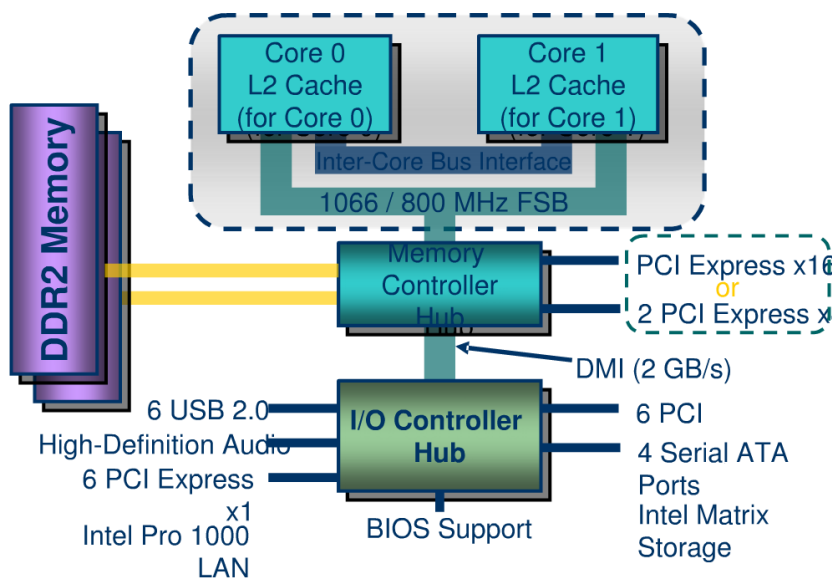 Core 0
L2 Cache
(for Core 0)
Core 1
L2 Cache
(for Core 1)
Inter-Core Bus Interface
1066 / 800 MHz FSB
DDR2 Memory
Memory
Controller
Hub
PCI Express x16
or
2 PCI Express x
DMI (2 GB/s)
I/O Controller
Hub
6 USB 2.0
High-Definition Audio
6 PCI Express
x1
Intel Pro 1000
LAN
BIOS Support
6 PCI
4 Serial ATA
Ports
Intel Matrix
Storage